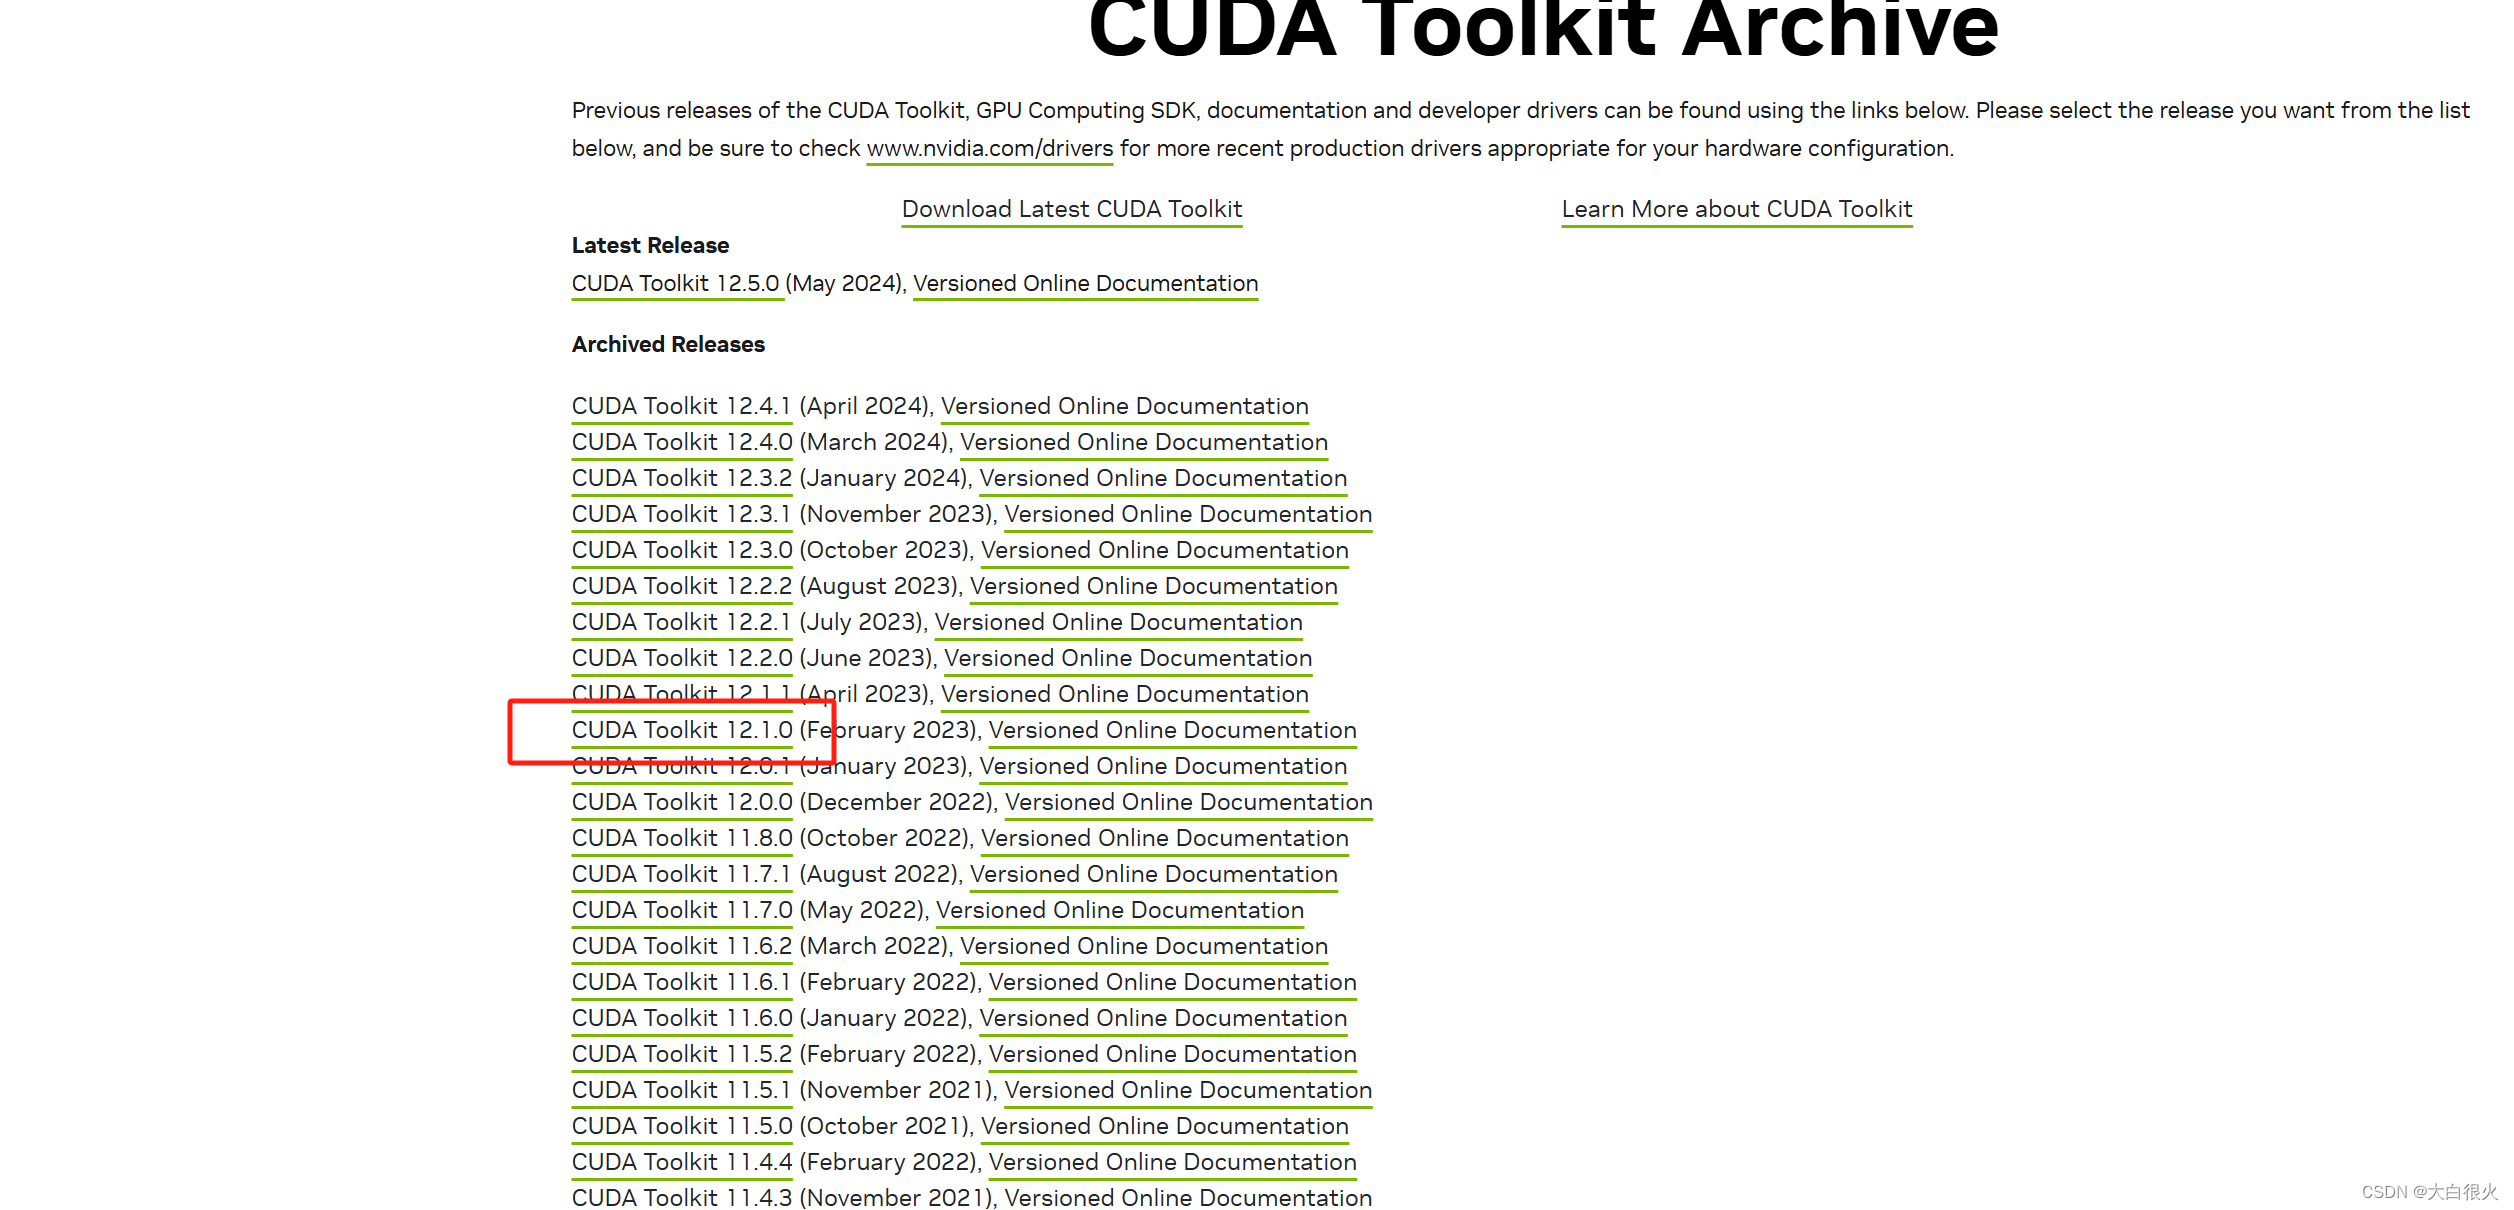 CUDA Toolkit Archive
Previous releases of the CUDA Toolkit, GPU Computing SDK, documentation and developer drivers can be found using the links below. Please select the release you want from the list
below, and be sure to check www.nvidia.com/drivers for more recent production drivers appropriate for your hardware configuration.
Download Latest CUDA Toolkit
Learn More about CUDA Toolkit
Latest Release
CUDA Toolkit 12.5.0 (May 2024), Versioned Online Documentation
Archived Releases
CUDA Toolkit 12.4.1 (April 2024), Versioned Online Documentation
CUDA Toolkit 12.4.0 (March 2024), Versioned Online Documentation
CUDA Toolkit 12.3.2 (January 2024), Versioned Online Documentation
CUDA Toolkit 12.3.1 (November 2023), Versioned Online Documentation
CUDA Toolkit 12.3.0 (October 2023), Versioned Online Documentation
CUDA Toolkit 12.2.2 (August 2023), Versioned Online Documentation
CUDA Toolkit 12.2.1 (July 2023), Versioned Online Documentation
CUDA Toolkit 12.2.0 (June 2023), Versioned Online Documentation
CUDA Toolkit 12.1.1 (April 2023), Versioned Online Documentation
CUDA Toolkit 12.1.0 (February 2023), Versioned Online Documentation
CUDA Toolkit 12.0.1 (January 2023), Versioned Online Documentation
CUDA Toolkit 12.0.0 (December 2022), Versioned Online Documentation
CUDA Toolkit 11.8.0 (October 2022), Versioned Online Documentation
CUDA Toolkit 11.7.1 (August 2022), Versioned Online Documentation
CUDA Toolkit 11.7.0 (May 2022), Versioned Online Documentation
CUDA Toolkit 11.6.2 (March 2022), Versioned Online Documentation
CUDA Toolkit 11.6.1 (February 2022), Versioned Online Documentation
CUDA Toolkit 11.6.0 (January 2022), Versioned Online Documentation
CUDA Toolkit 11.5.2 (February 2022), Versioned Online Documentation
CUDA Toolkit 11.5.1 (November 2021), Versioned Online Documentation
CUDA Toolkit 11.5.0 (October 2021), Versioned Online Documentation
CUDA Toolkit 11.4.4 (February 2022), Versioned Online Documentation
CUDA Toolkit 11.4.3 (November 2021), Versioned Online Documentation
CSDN @大白很火